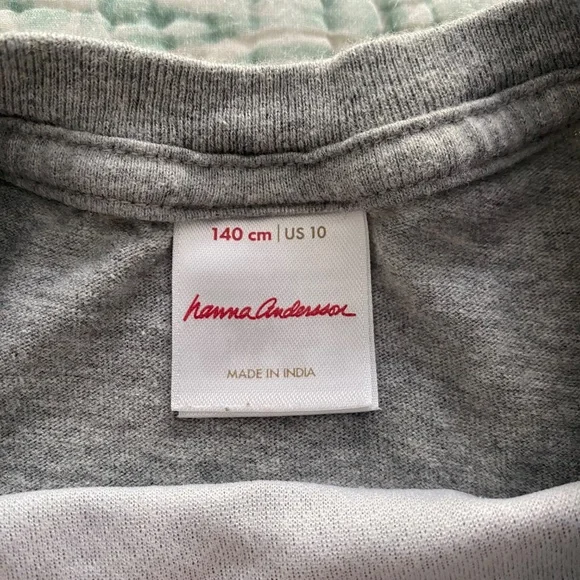 140 cm | US 10
hanna Andersson
MADE IN INDIA